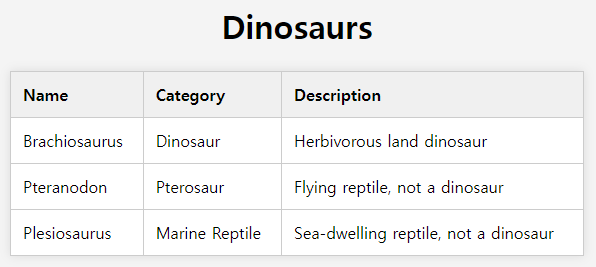 Dinosaurs
Name Category Description
Brachiosaurus Dinosaur Herbivorous land dinosaur
Pteranodon Pterosaur Flying reptile, not a dinosaur
Plesiosaurus Marine Reptile Sea-dwelling reptile, not a dinosaur